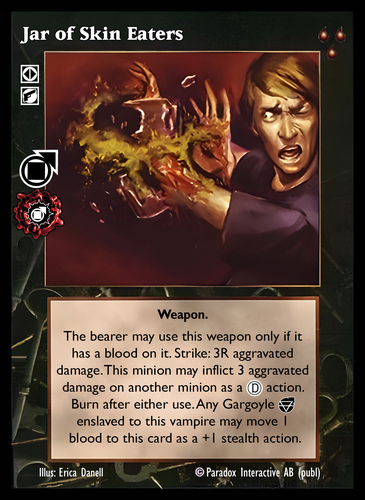 Jar of Skin Eaters
Weapon.
The bearer may use this weapon only if it
has a blood on it. Strike: 3R aggravated
damage. This minion may inflict 3 aggravated
damage on another minion as a Ⓓ action.
Burn after either use. Any Gargoyle
enslaved to this vampire may move 1
blood to this card as a +1 stealth action.
Illus: Erica Danell © Paradox Interactive AB (publ)